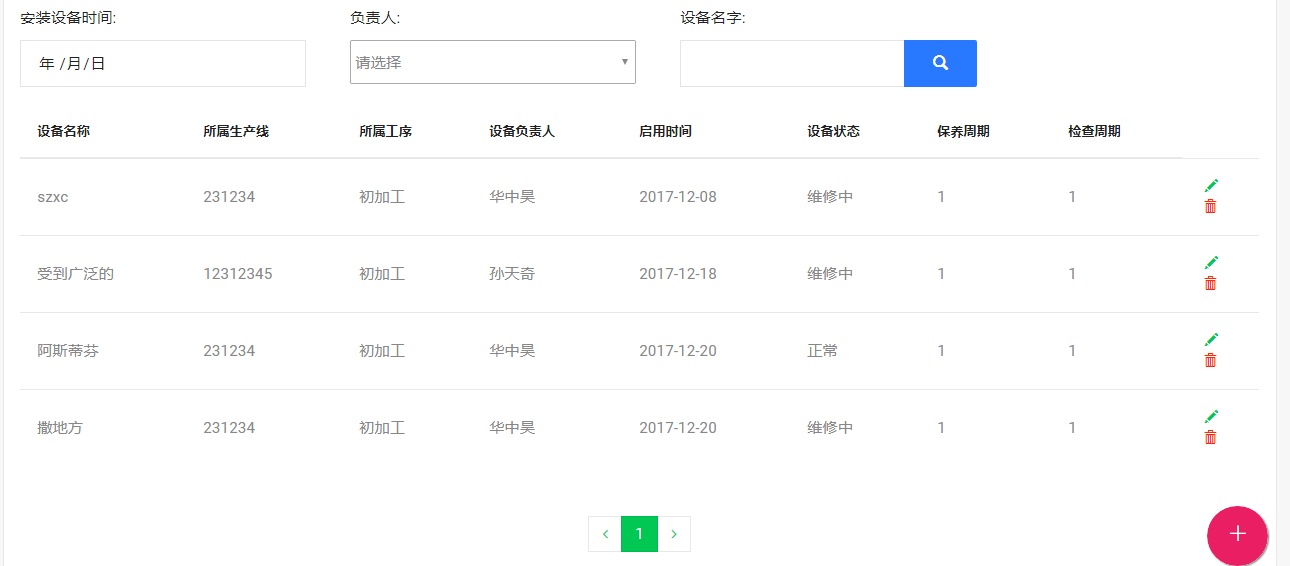 安装设备时间: 负责人: 设备名字:
年 /月/日 请选择
设备名称 所属生产线 所属工序 设备负责人 启用时间 设备状态 保养周期 检查周期
szxc 231234 初加工 华中昊 2017-12-08 维修中 1 1
受到广泛的 12312345 初加工 孙天奇 2017-12-18 维修中 1 1
阿斯蒂芬 231234 初加工 华中昊 2017-12-20 正常 1 1
撒地方 231234 初加工 华中昊 2017-12-20 维修中 1 1
1